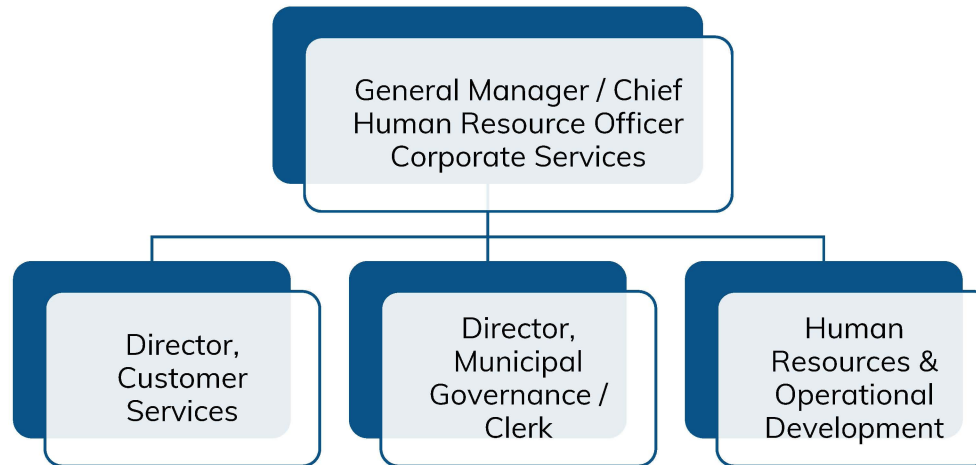 General Manager / Chief
Human Resource Officer
Corporate Services
Director,
Customer
Services
Director,
Municipal
Governance /
Clerk
Human
Resources &
Operational
Development